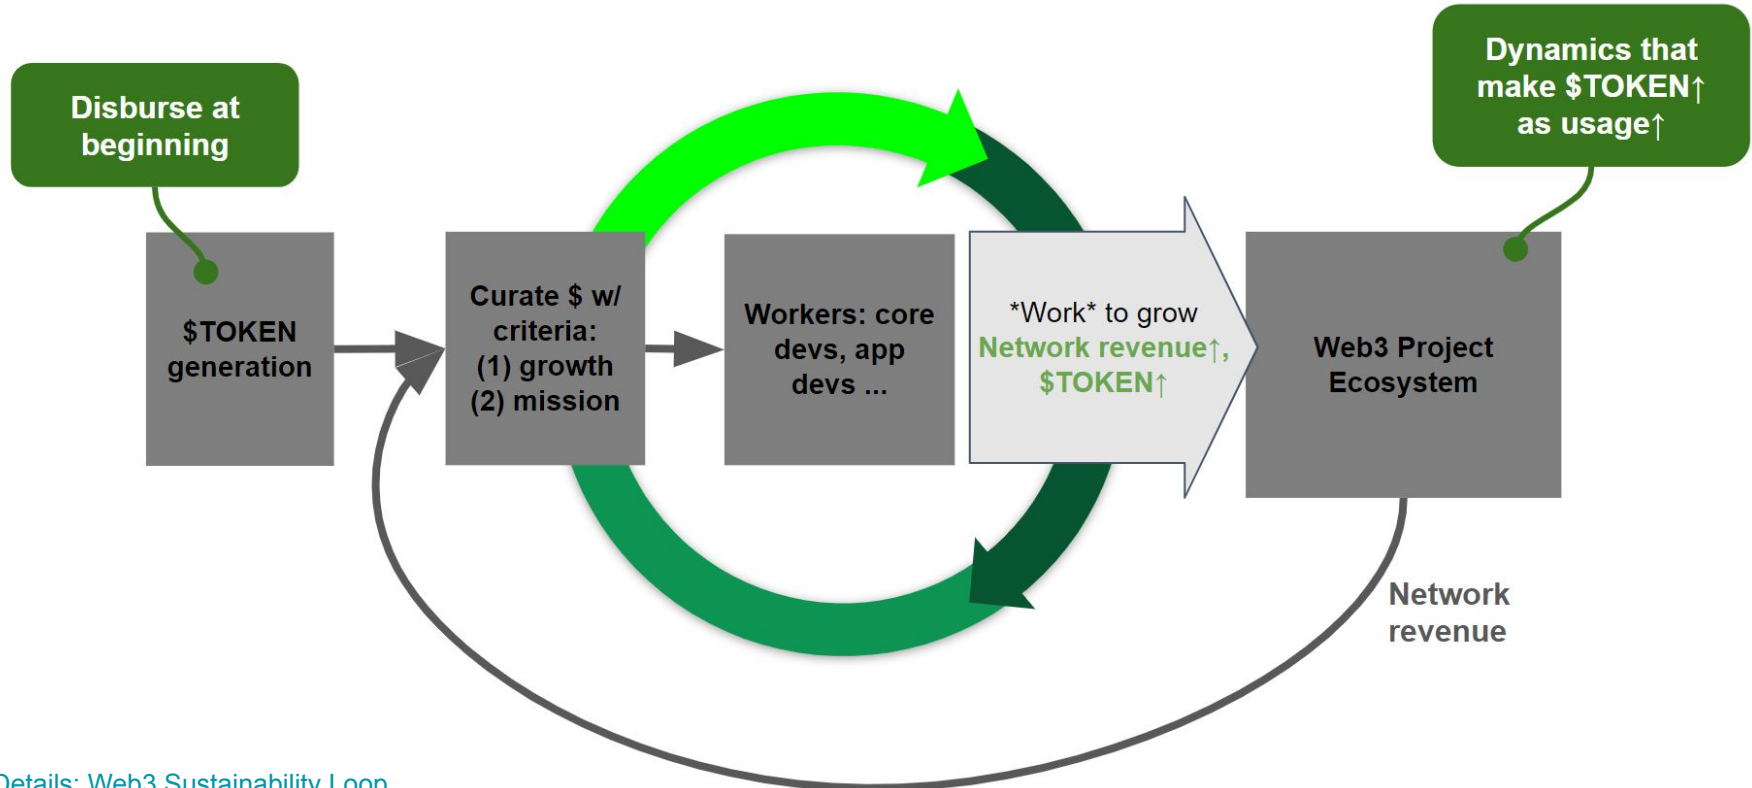 Disburse at
beginning
Dynamics that
make $TOKEN↑
as usage↑
$TOKEN
generation
Curate $ w/
criteria:
(1) growth
(2) mission
Workers: core
devs, app
devs ...
*Work* to grow
Network revenue↑,
$TOKEN↑
Web3 Project
Ecosystem
Network
revenue
Details: Web3 Sustainability Loop